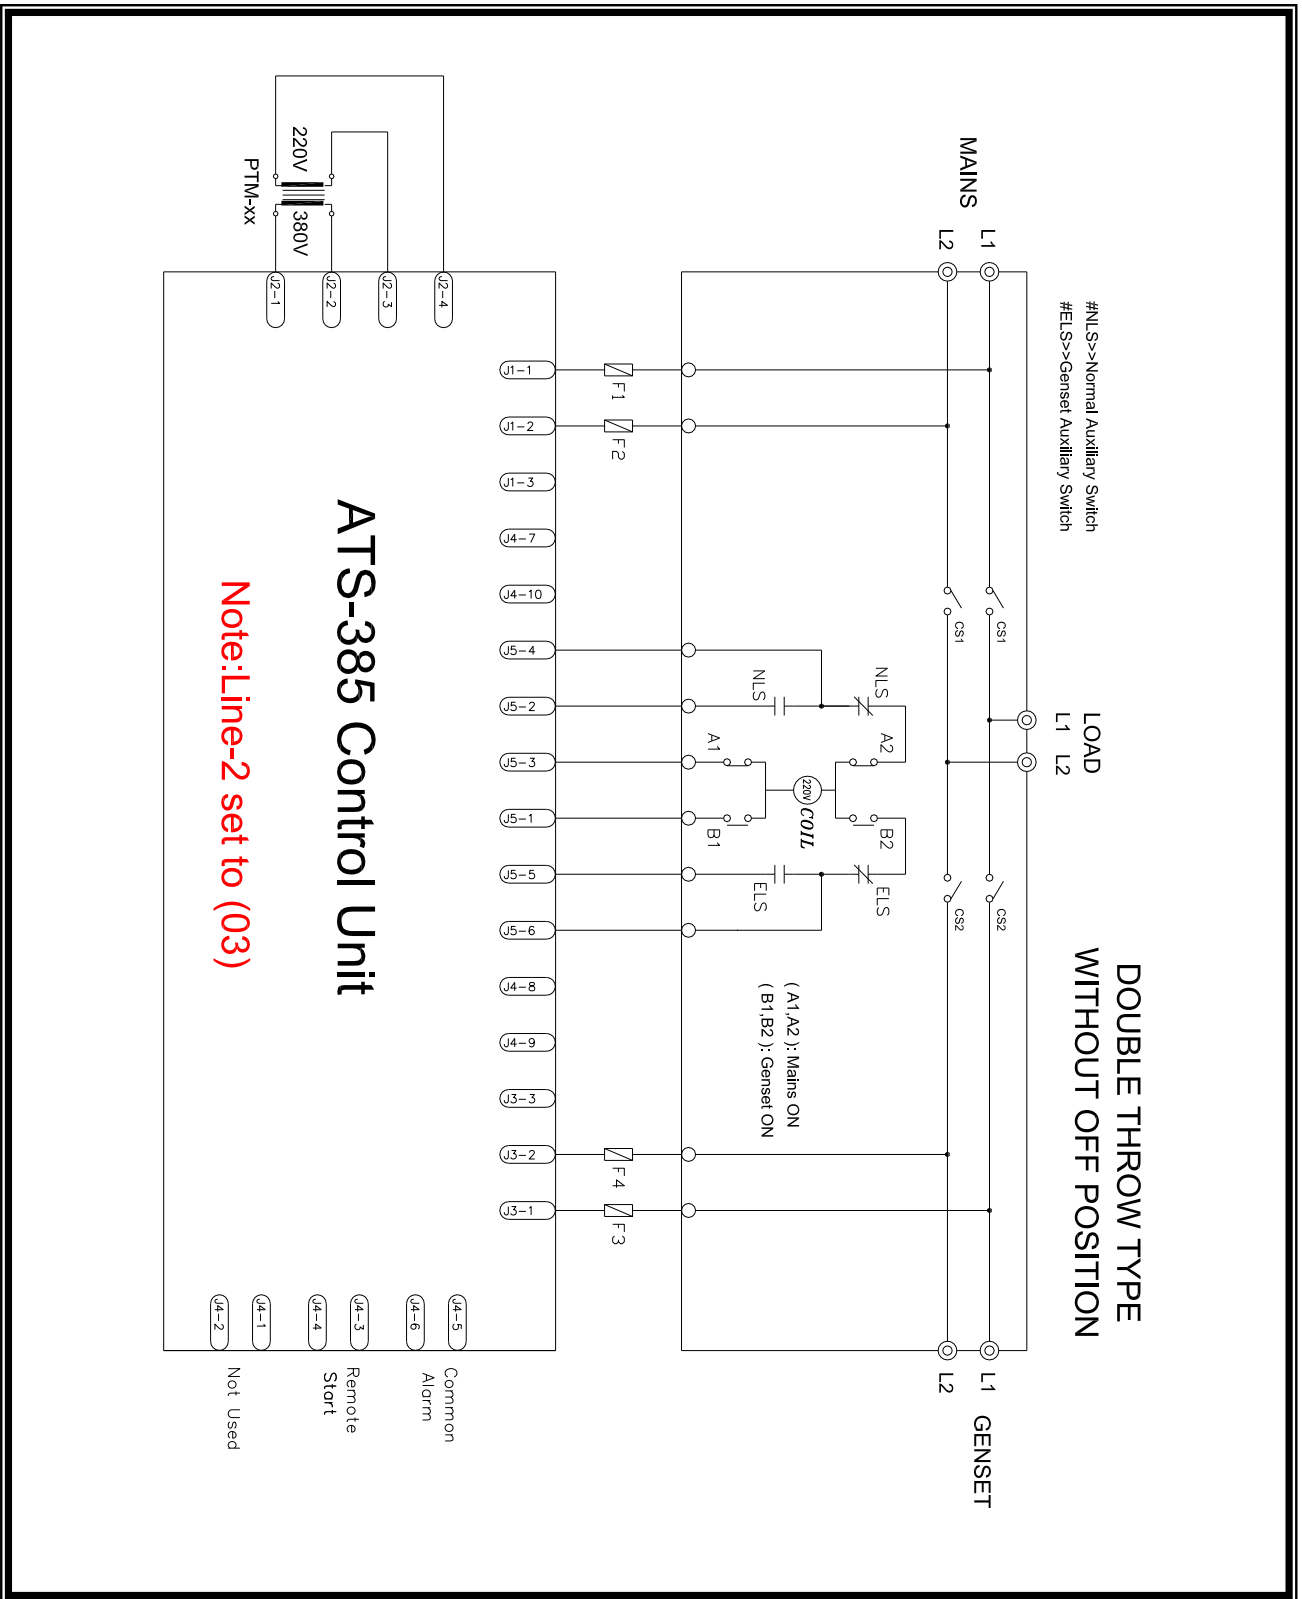 DOUBLE THROW TYPE
WITHOUT OFF POSITION
#NLS>>Normal Auxiliary Switch
#ELS>>Genset Auxiliary Switch
LOAD
L1 L2
MAINS
L1
L2
CS1
CS1
CS2
CS2
L1
L2
GENSET
NLS
A2
B2
ELS
220V
COIL
NLS
A1
B1
ELS
( A1,A2 ): Mains ON
( B1,B2 ): Genset ON
F1
F2
F4
F3
J1-1
J1-2
J1-3
J4-7
J4-10
J5-4
J5-2
J5-3
J5-1
J5-5
J5-6
J4-8
J4-9
J3-3
J3-2
J3-1
J2-4
J2-3
J2-2
J2-1
220V
380V
PTM-xx
ATS-385 Control Unit
Note:Line-2 set to (03)
J4-5
J4-6
Common
Alarm
J4-3
J4-4
Remote
Start
J4-1
J4-2
Not Used